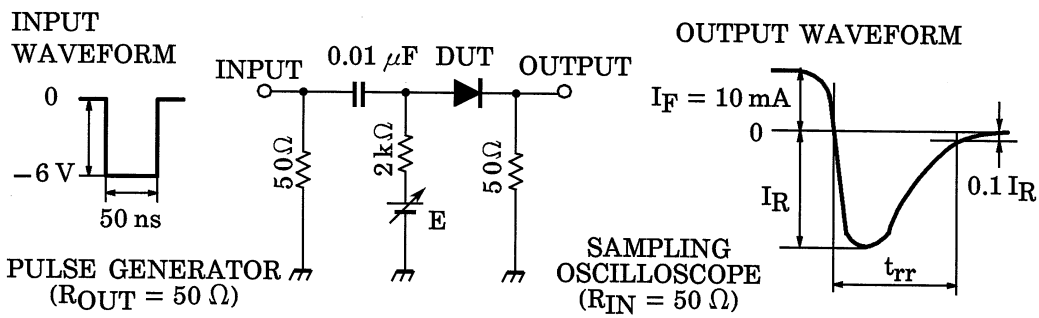 INPUT
WAVEFORM
0
−6 V
50 ns
PULSE GENERATOR
(ROUT = 50 Ω)
INPUT
0.01 μF
DUT
OUTPUT
50Ω
2kΩ
E
50Ω
SAMPLING
OSCILLOSCOPE
(RIN = 50 Ω)
OUTPUT WAVEFORM
IF = 10 mA
0
IR
0.1 IR
trr